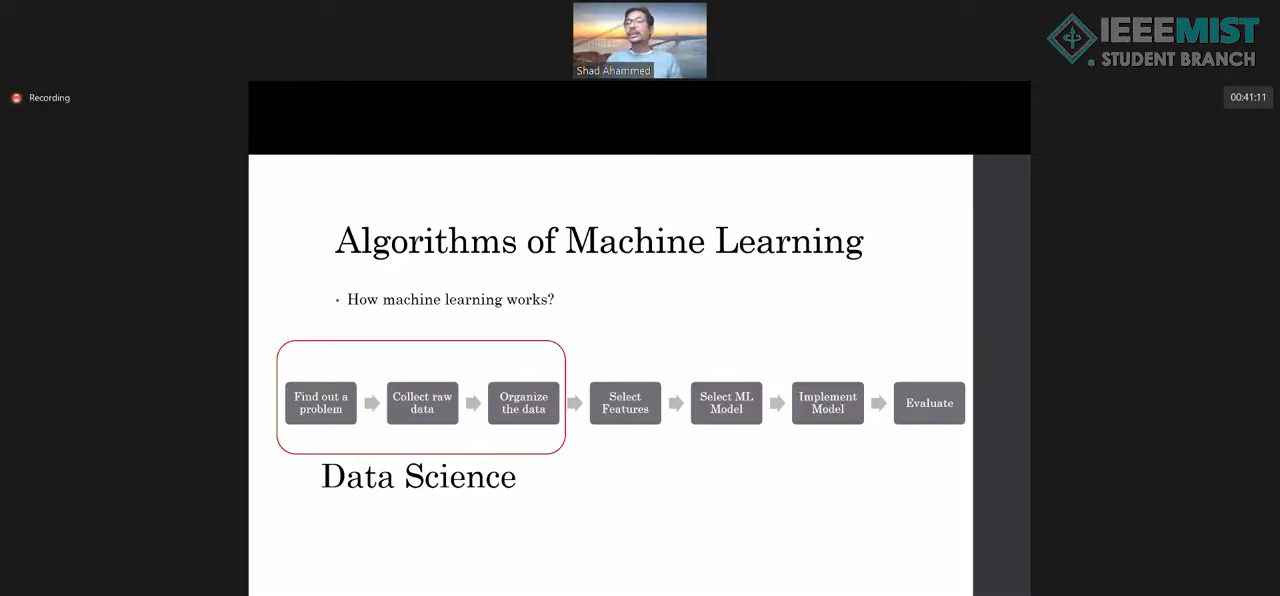 IEEEMIST
STUDENT BRANCH
Shad Ahammed
Recording
00:41:11
Algorithms of Machine Learning
• How machine learning works?
Find out a
problem
Collect raw
data
Organize
the data
Select
Features
Select ML
Model
Implement
Model
Evaluate
Data Science